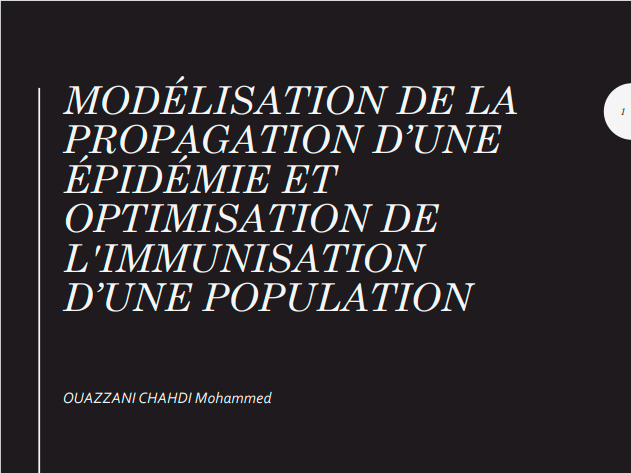 MODÉLISATION DE LA
PROPAGATION D’UNE
ÉPIDÉMIE ET
OPTIMISATION DE
L'IMMUNISATION
D’UNE POPULATION
1
OUAZZANI CHAHDI Mohammed